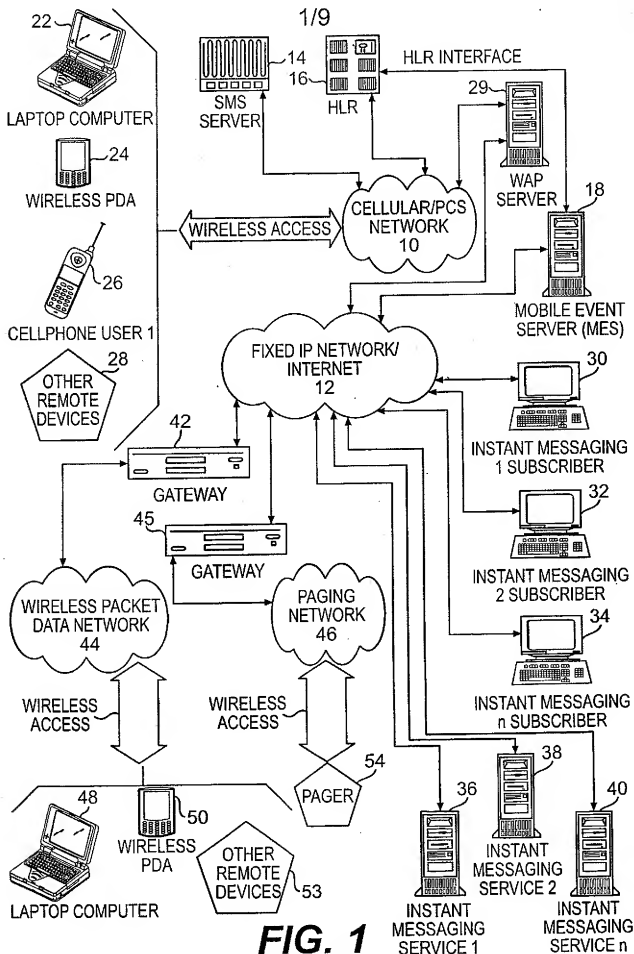 1/9
22
LAPTOP COMPUTER
24
WIRELESS PDA
26
CELLPHONE USER 1
28
OTHER
REMOTE
DEVICES
14
SMS
SERVER
16
HLR
HLR INTERFACE
29
WAP
SERVER
18
MOBILE EVENT
SERVER (MES)
WIRELESS ACCESS
CELLULAR/PCS
NETWORK
10
FIXED IP NETWORK/
INTERNET
12
30
INSTANT MESSAGING
1 SUBSCRIBER
32
INSTANT MESSAGING
2 SUBSCRIBER
34
INSTANT MESSAGING
n SUBSCRIBER
42
GATEWAY
45
GATEWAY
WIRELESS PACKET
DATA NETWORK
44
PAGING
NETWORK
46
WIRELESS
ACCESS
WIRELESS
ACCESS
54
PAGER
48
LAPTOP COMPUTER
50
WIRELESS
PDA
OTHER
REMOTE
DEVICES
53
36
INSTANT
MESSAGING
SERVICE 1
38
INSTANT
MESSAGING
SERVICE 2
40
INSTANT
MESSAGING
SERVICE n
FIG. 1